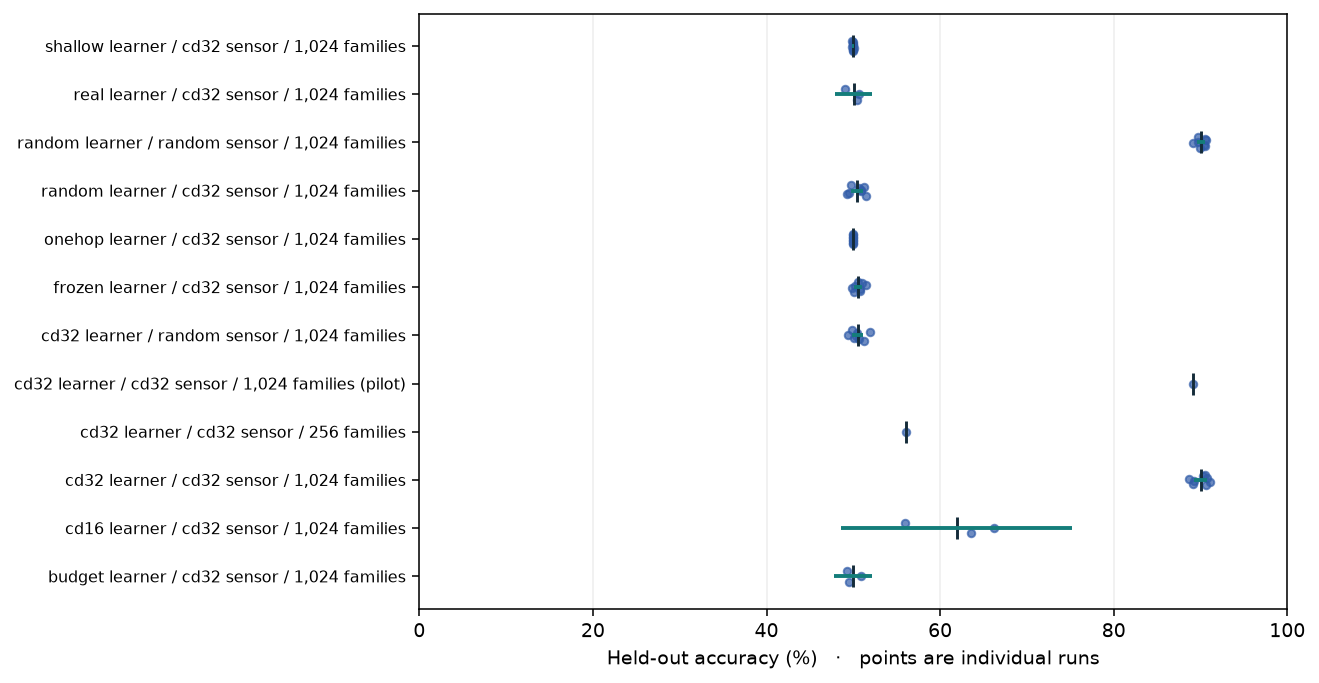 shallow learner / cd32 sensor / 1,024 families
real learner / cd32 sensor / 1,024 families
random learner / random sensor / 1,024 families
random learner / cd32 sensor / 1,024 families
onehop learner / cd32 sensor / 1,024 families
frozen learner / cd32 sensor / 1,024 families
cd32 learner / random sensor / 1,024 families
cd32 learner / cd32 sensor / 1,024 families (pilot)
cd32 learner / cd32 sensor / 256 families
cd32 learner / cd32 sensor / 1,024 families
cd16 learner / cd32 sensor / 1,024 families
budget learner / cd32 sensor / 1,024 families
0 20 40 60 80 100
Held-out accuracy (%) · points are individual runs